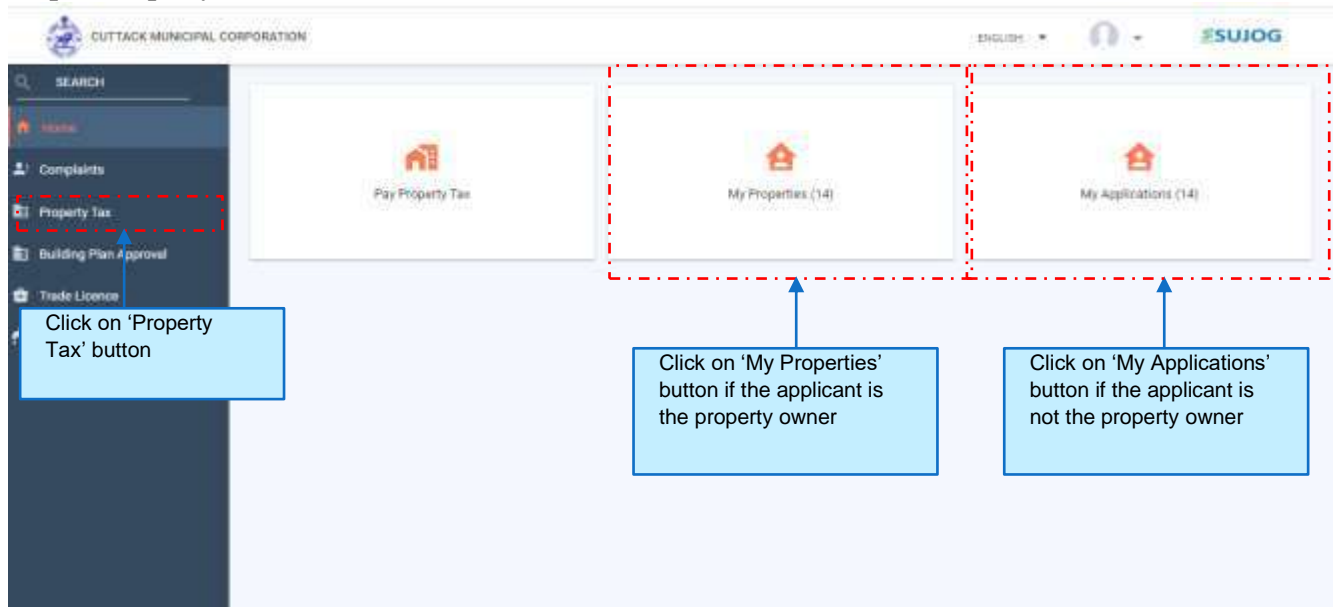 CUTTACK MUNICIPAL CORPORATION
ENGLISH
SUJOG
SEARCH
Home
Complaints
Property Tax
Building Plan Approval
Trade Licence
Pay Property Tax
My Properties (14)
My Applications (14)
Click on ‘Property
Tax’ button
Click on ‘My Properties’
button if the applicant is
the property owner
Click on ‘My Applications’
button if the applicant is
not the property owner